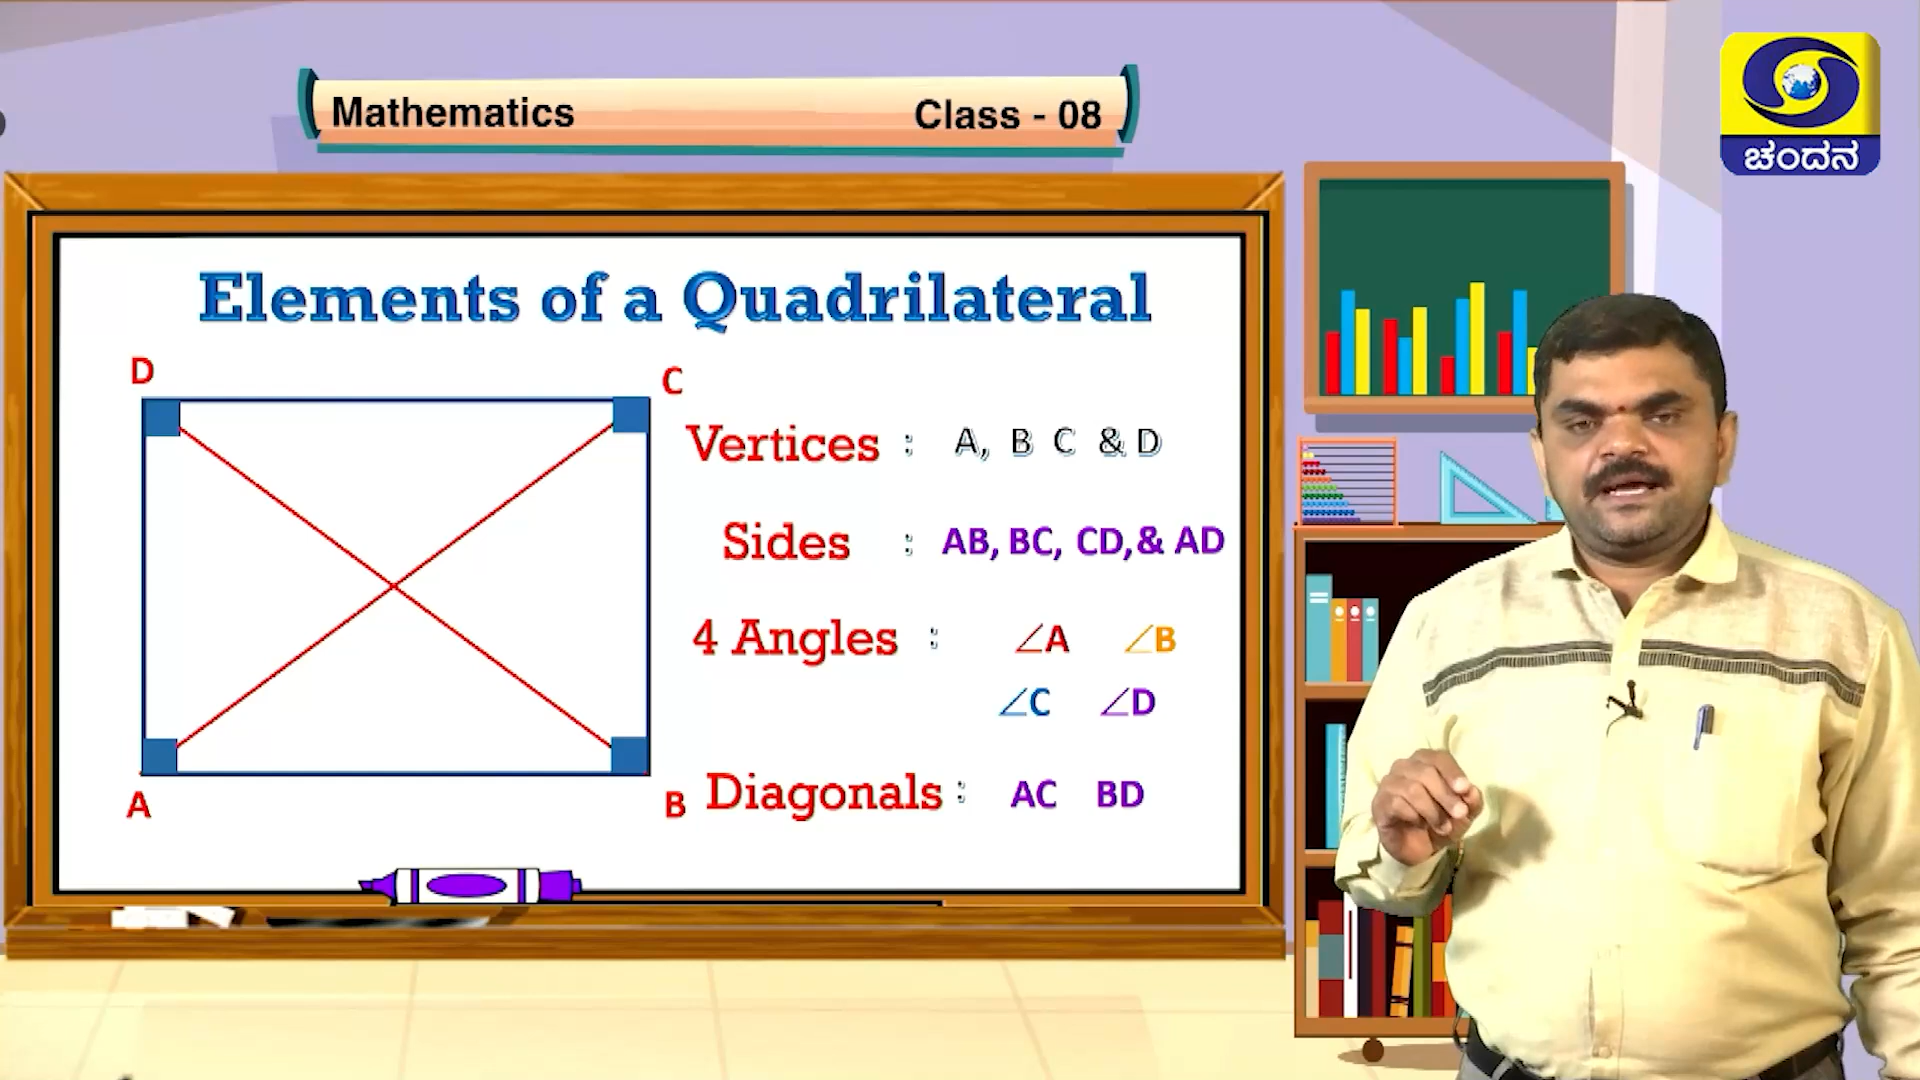 Mathematics Class - 08
ಚಂದನ
Elements of a Quadrilateral
D
C
Vertices : A, B C & D
Sides : AB, BC, CD,& AD
4 Angles : ∠A ∠B
∠C ∠D
A
B
Diagonals : AC BD